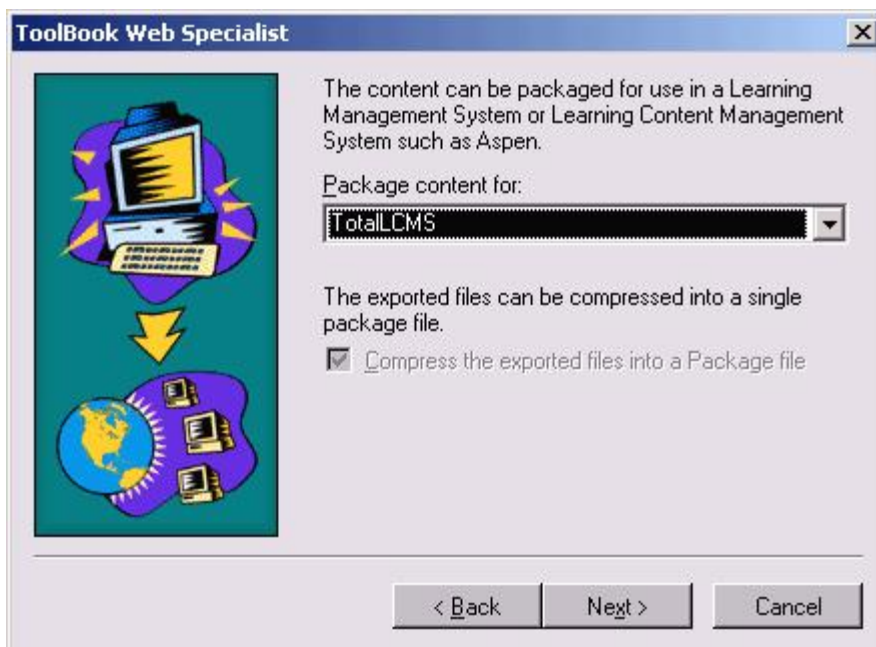 ToolBook Web Specialist
The content can be packaged for use in a Learning
Management System or Learning Content Management
System such as Aspen.
Package content for:
TotalLCMS
The exported files can be compressed into a single
package file.
Compress the exported files into a Package file
< Back
Next >
Cancel